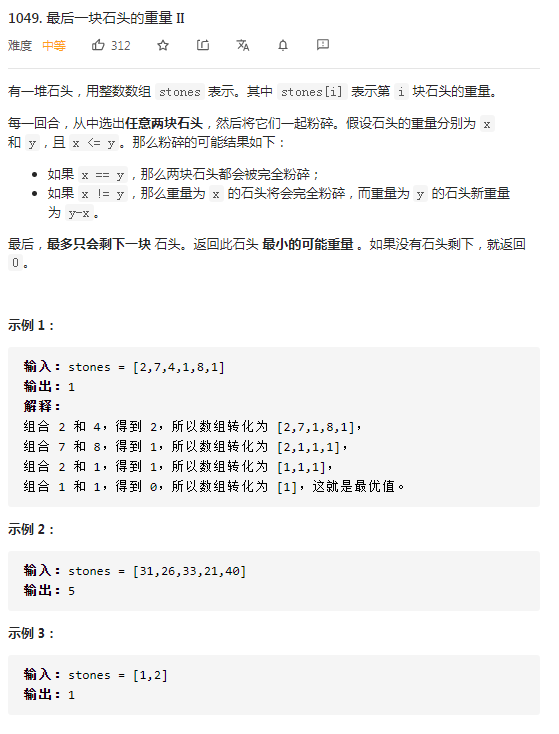 1049. 最后一块石头的重量 II
难度 中等 312
有一堆石头，用整数数组 stones 表示。其中 stones[i] 表示第 i 块石头的重量。
每一回合，从中选出任意两块石头，然后将它们一起粉碎。假设石头的重量分别为 x
和 y，且 x <= y。那么粉碎的可能结果如下：
• 如果 x == y，那么两块石头都会被完全粉碎；
• 如果 x != y，那么重量为 x 的石头将会完全粉碎，而重量为 y 的石头新重量
为 y-x。
最后，最多只会剩下一块 石头。返回此石头 最小的可能重量 。如果没有石头剩下，就返回
0。
示例 1：
输入：stones = [2,7,4,1,8,1]
输出：1
解释：
组合 2 和 4，得到 2，所以数组转化为 [2,7,1,8,1]，
组合 7 和 8，得到 1，所以数组转化为 [2,1,1,1]，
组合 2 和 1，得到 1，所以数组转化为 [1,1,1]，
组合 1 和 1，得到 0，所以数组转化为 [1]，这就是最优值。
示例 2：
输入：stones = [31,26,33,21,40]
输出：5
示例 3：
输入：stones = [1,2]
输出：1